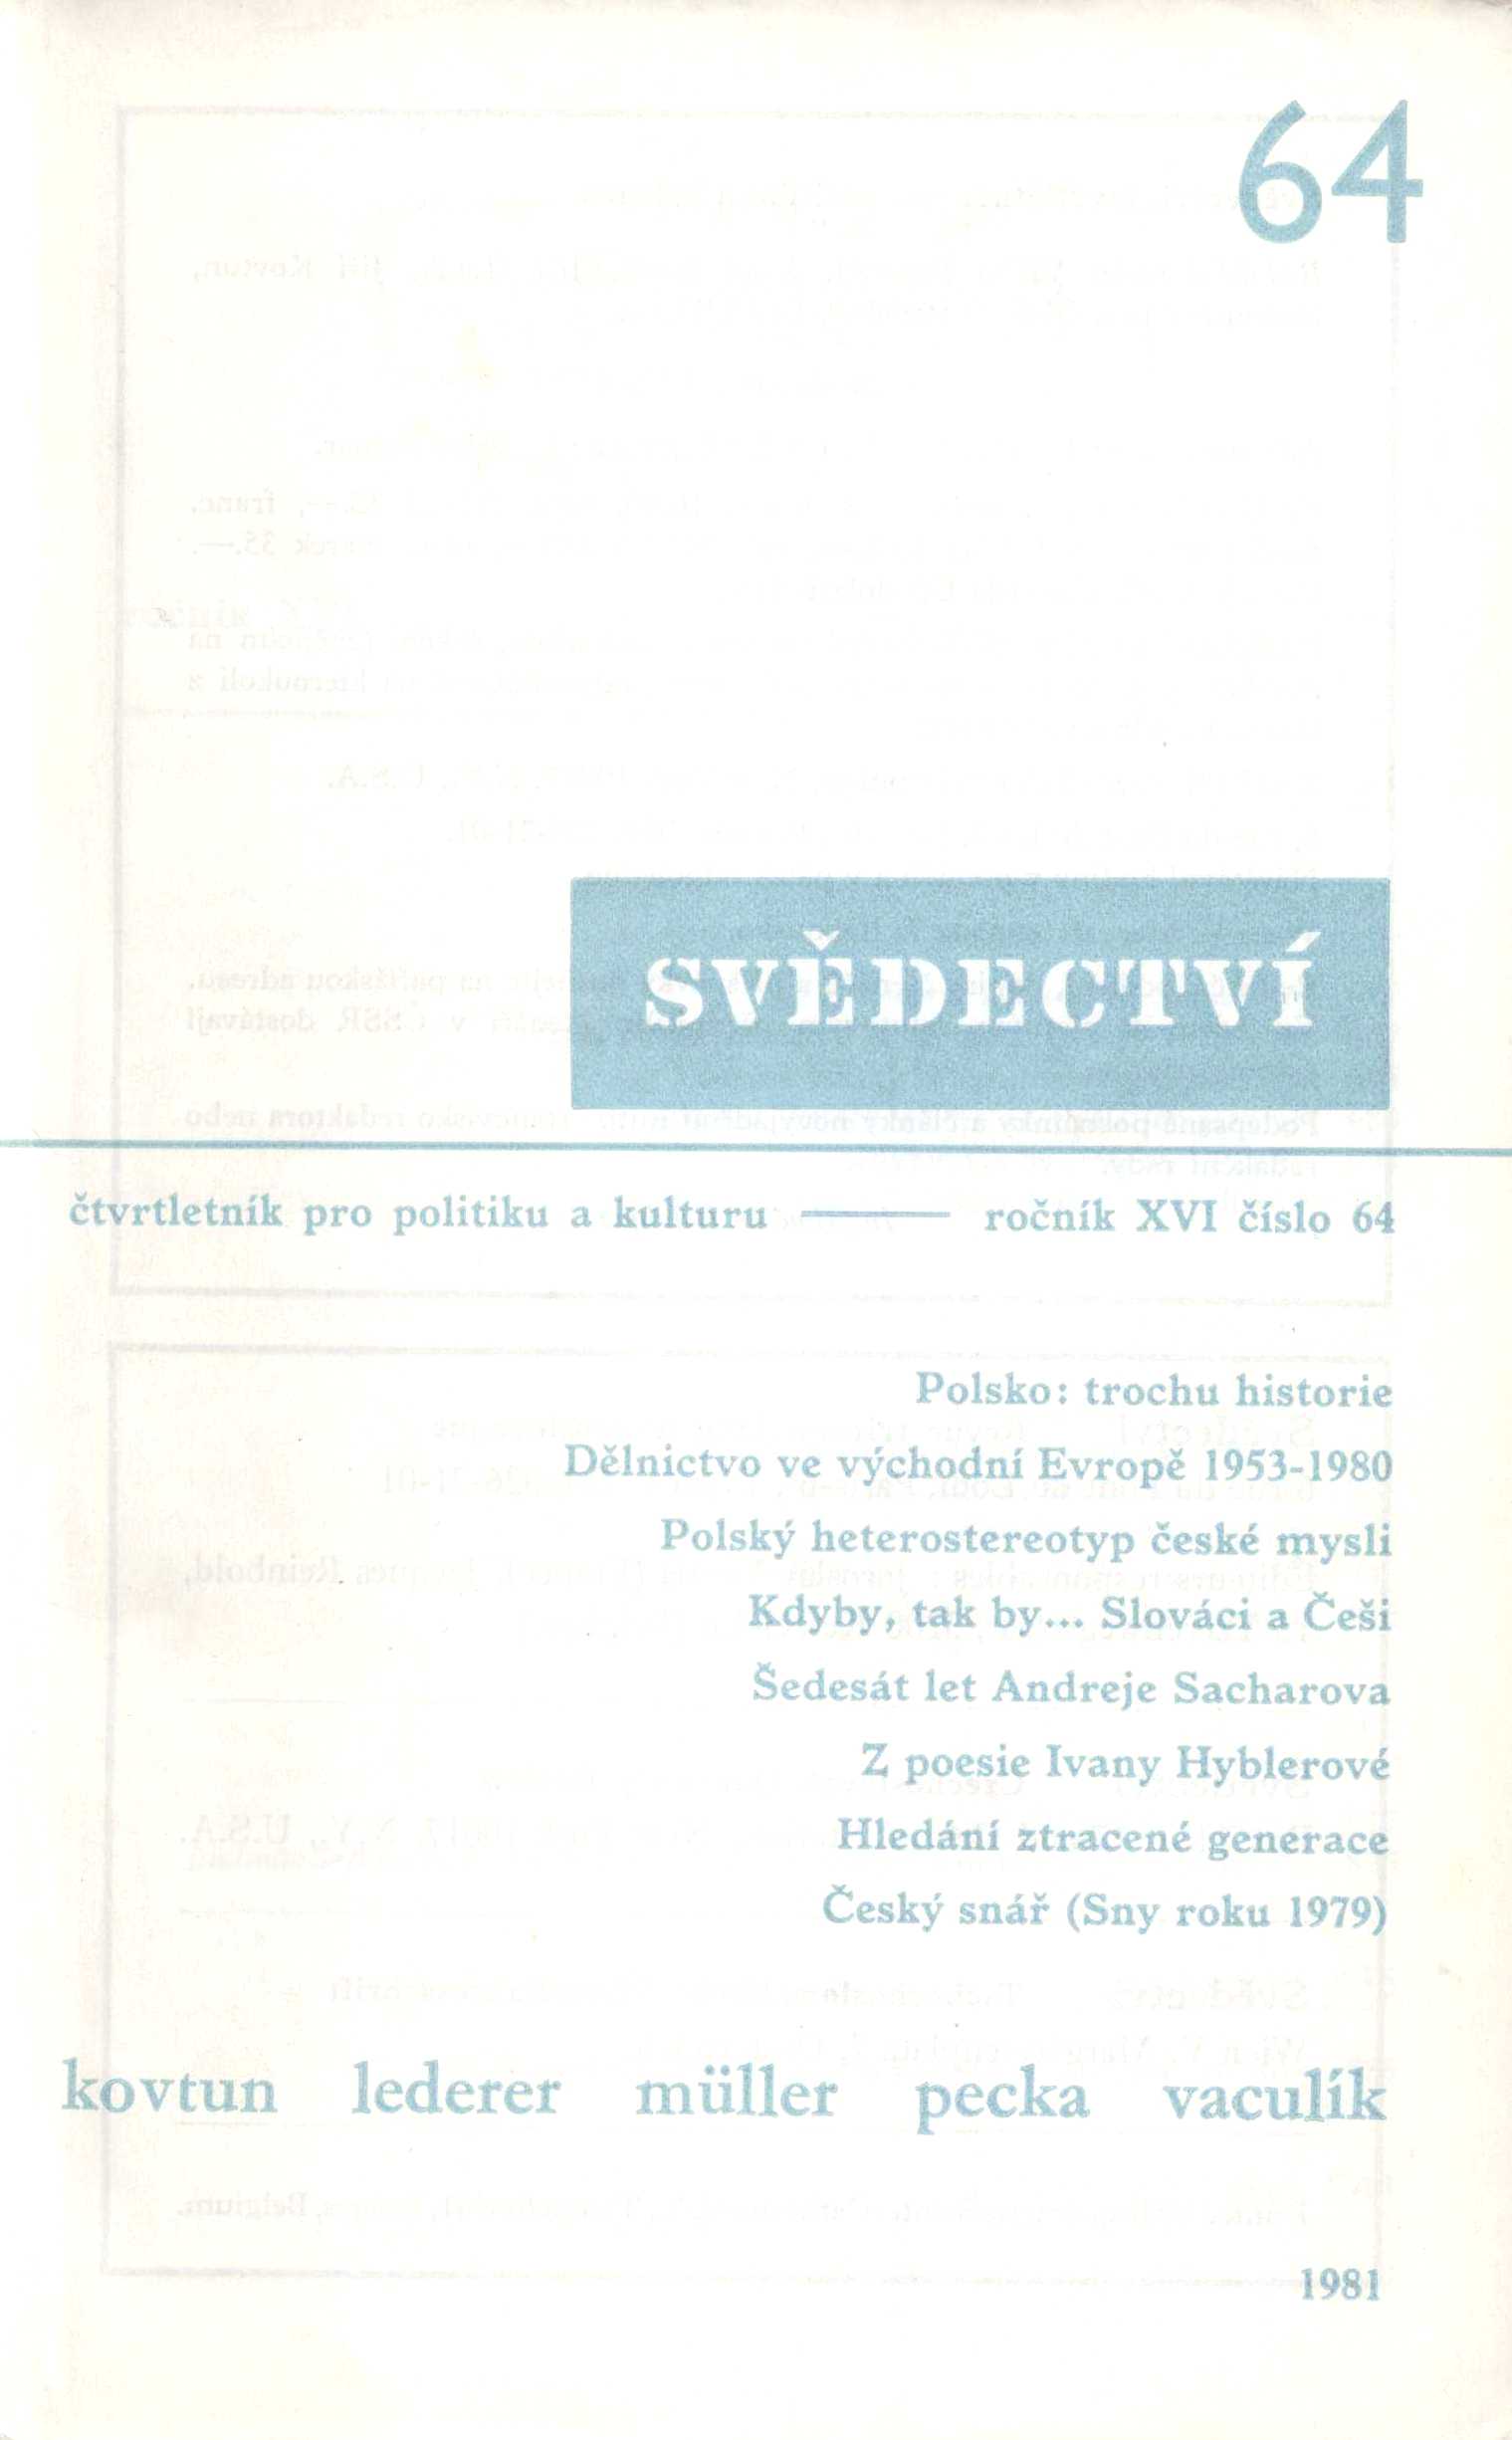 64
SVĚDECTVÍ
čtvrtletník pro politiku a kulturu —— ročník XVI číslo 64
Polsko: trochu historie
Dělnictvo ve východní Evropě 1953-1980
Polský heterostereotyp české mysli
Kdyby, tak by... Slováci a Češi
Šedesát let Andreje Sacharova
Z poesie Ivany Hyblerové
Hledání ztracené generace
Český snář (Sny roku 1979)
kovtun lederer müller pecka vaculík
1981